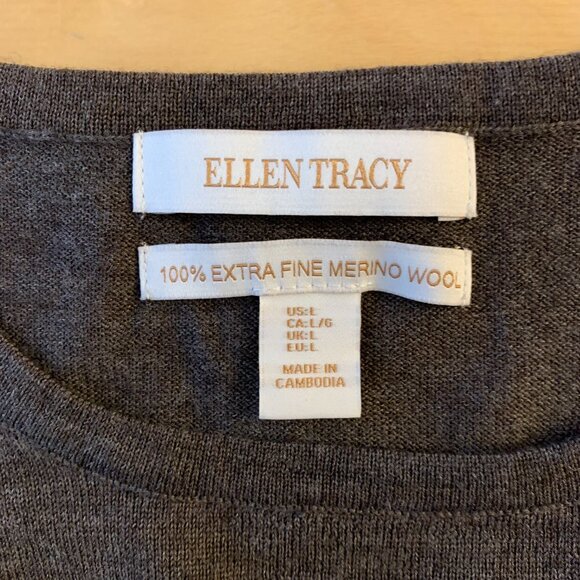 ELLEN TRACY
100% EXTRA FINE MERINO WOOL
US:L
CA:L/G
UK:L
EU:L
MADE IN
CAMBODIA